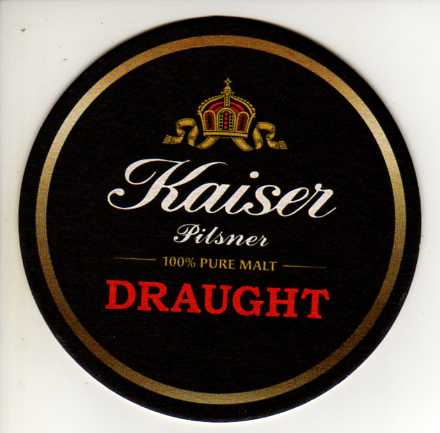 Kaiser
Pilsner
100% PURE MALT
DRAUGHT